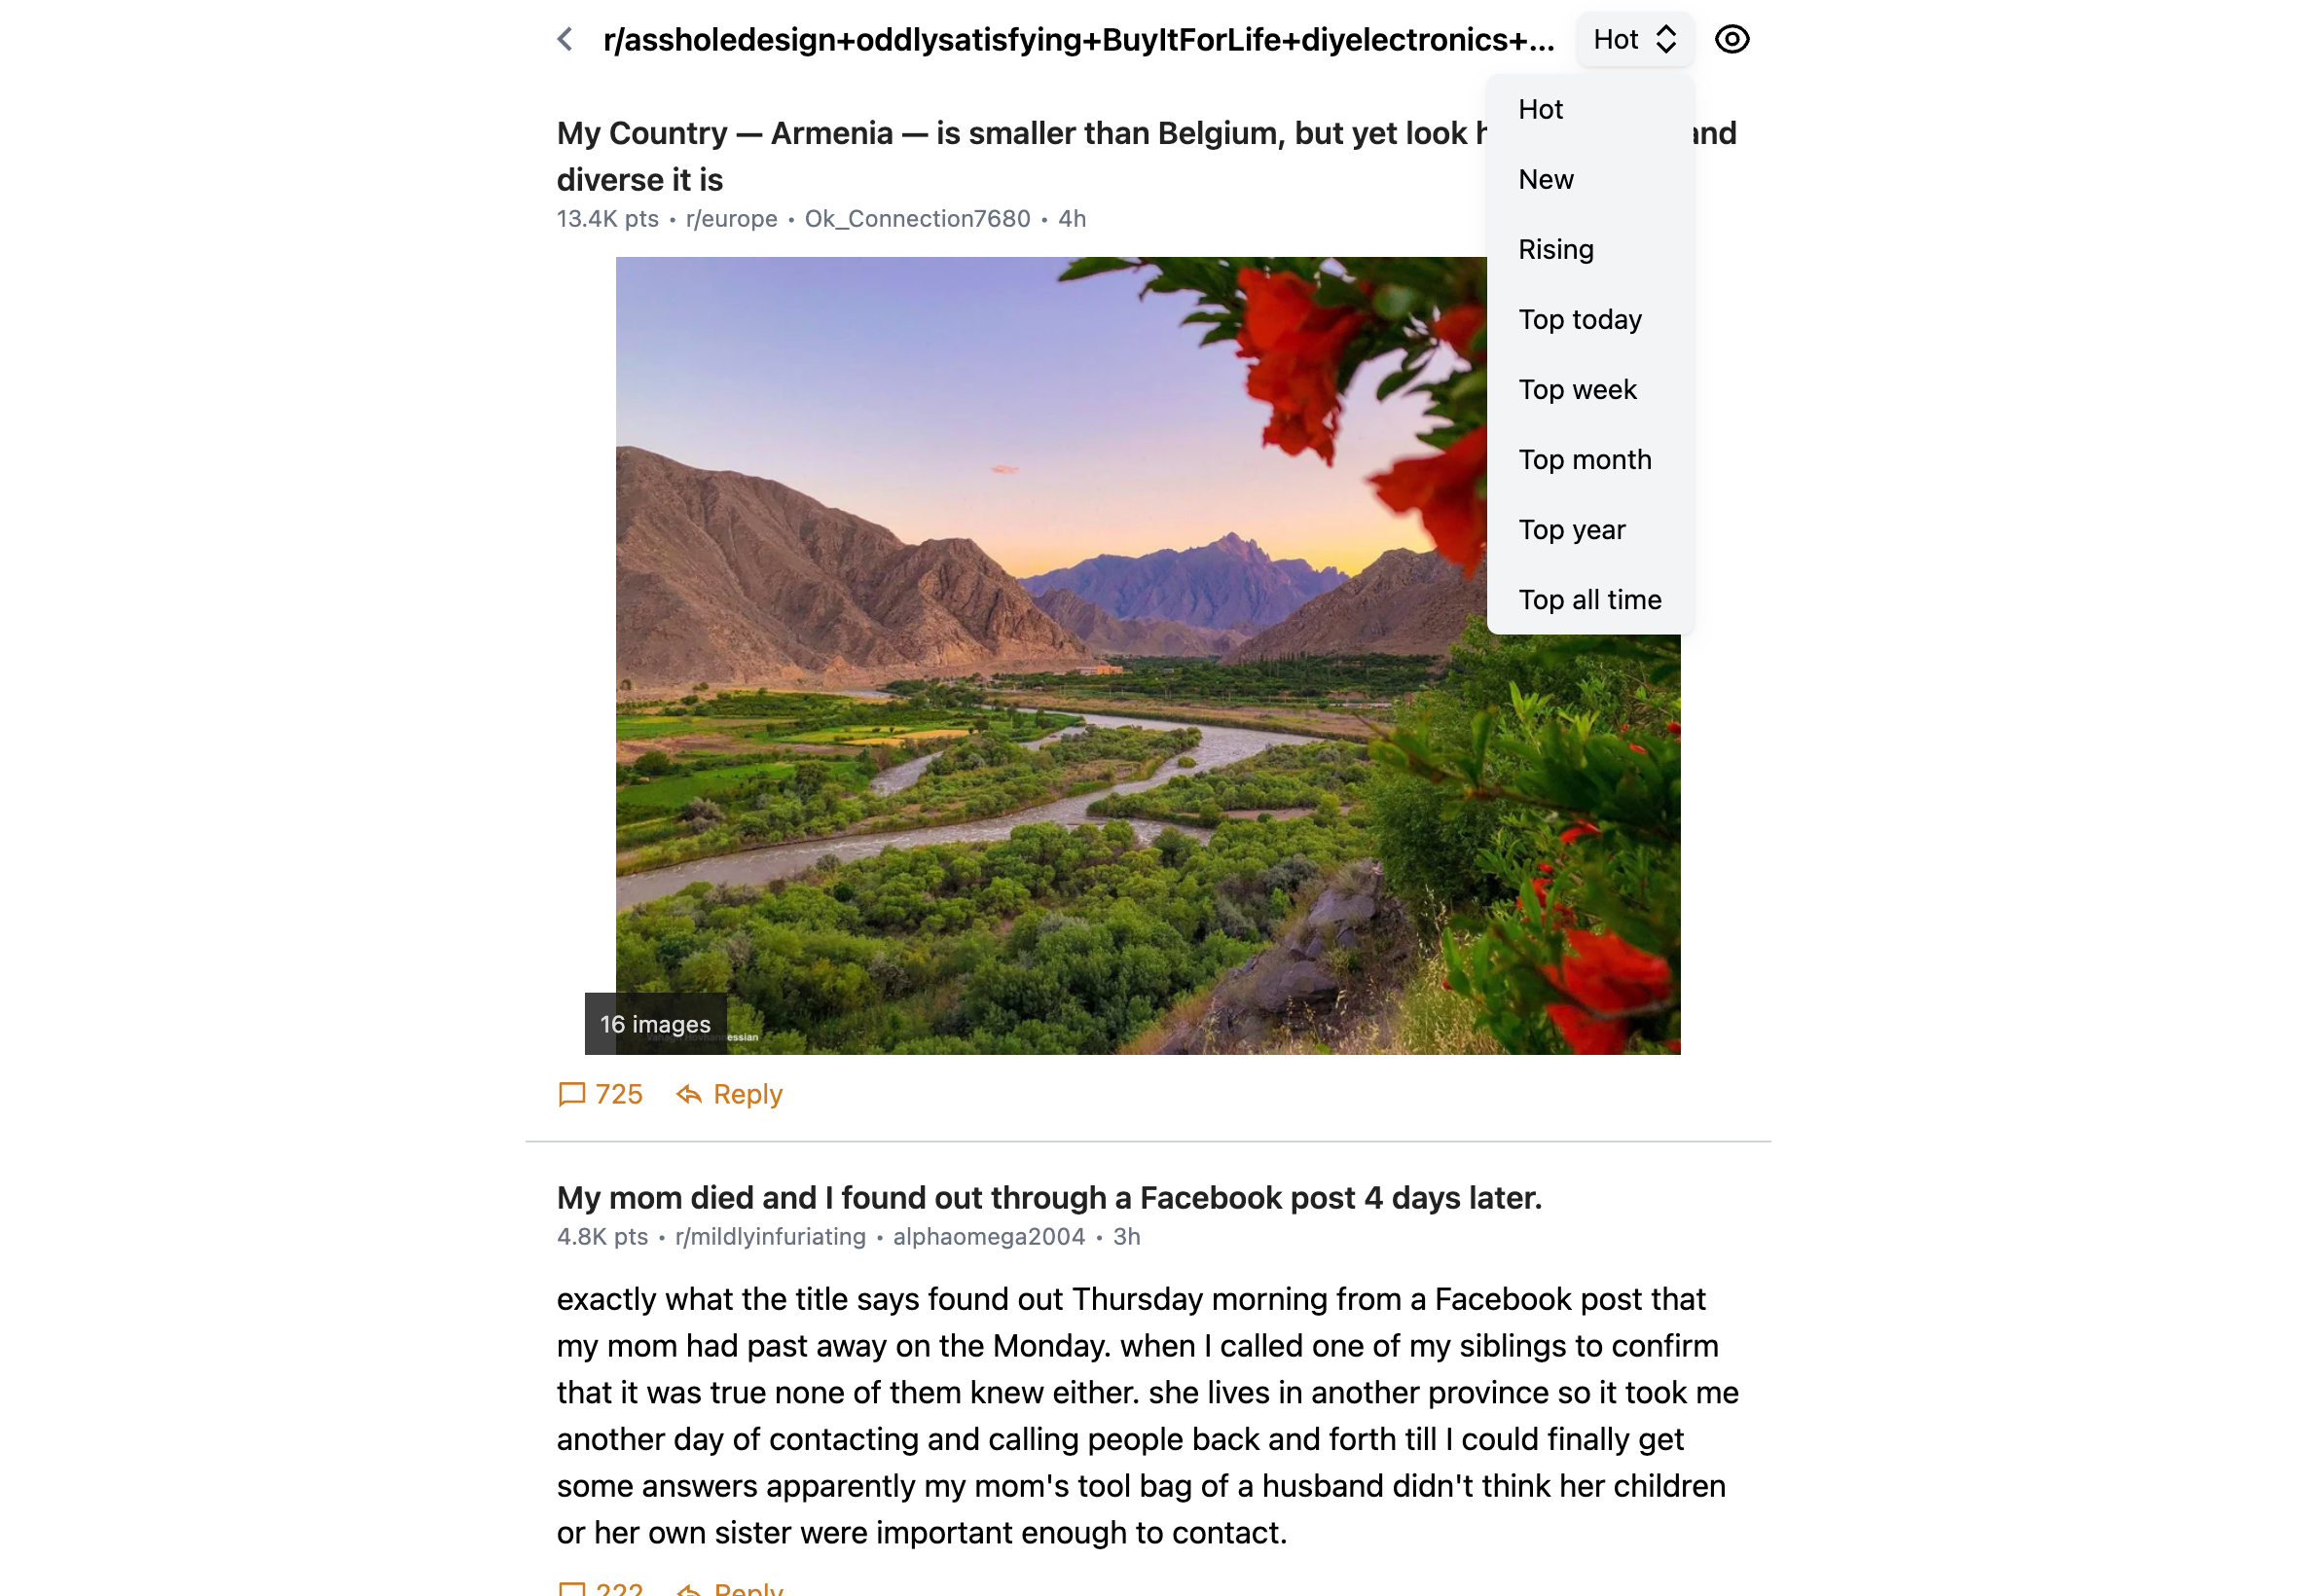 r/assholedesign+oddlysatisfying+BuyItForLife+diyelectronics+...
Hot
Hot
New
Rising
Top today
Top week
Top month
Top year
Top all time
My Country — Armenia — is smaller than Belgium, but yet look
and
diverse it is
13.4K pts • r/europe • Ok_Connection7680 • 4h
16 images
essian
725 Reply
My mom died and I found out through a Facebook post 4 days later.
4.8K pts • r/mildlyinfuriating • alphaomega2004 • 3h
exactly what the title says found out Thursday morning from a Facebook post that
my mom had past away on the Monday. when I called one of my siblings to confirm
that it was true none of them knew either. she lives in another province so it took me
another day of contacting and calling people back and forth till I could finally get
some answers apparently my mom's tool bag of a husband didn't think her children
or her own sister were important enough to contact.
222 Reply